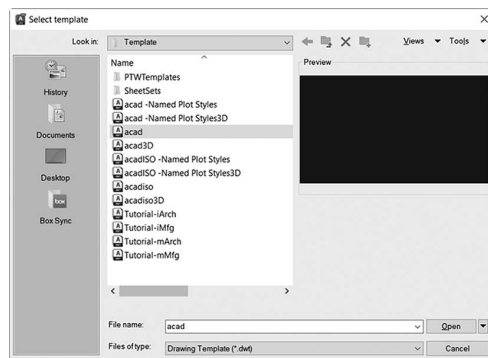 Select template
Look in:
Template
Views
Tools
Name
Preview
PTWTemplates
SheetSets
acad -Named Plot Styles
acad -Named Plot Styles3D
acad
acad3D
acadISO -Named Plot Styles
acadISO -Named Plot Styles3D
acadiso
acadiso3D
Tutorial-iArch
Tutorial-iMfg
Tutorial-mArch
Tutorial-mMfg
History
Documents
Desktop
box
Box Sync
File name:
acad
Open
Files of type:
Drawing Template (*.dwt)
Cancel